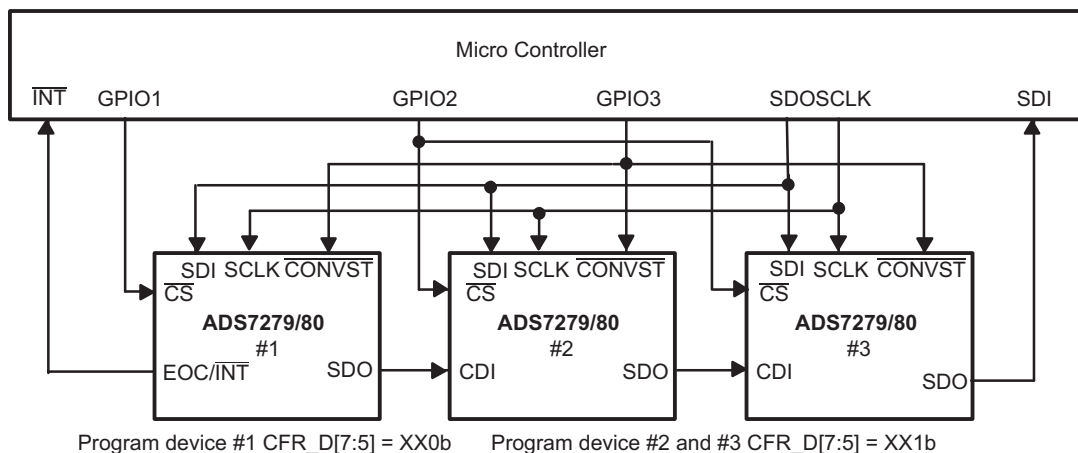 Micro Controller
INT GPIO1 GPIO2 GPIO3 SDOSCLK SDI
SDI SCLK CONVST
CS
ADS7279/80
#1
EOC/INT SDO
SDI SCLK CONVST
CS
ADS7279/80
#2
CDI SDO
SDI SCLK CONVST
CS
ADS7279/80
#3
CDI SDO
Program device #1 CFR_D[7:5] = XX0b Program device #2 and #3 CFR_D[7:5] = XX1b